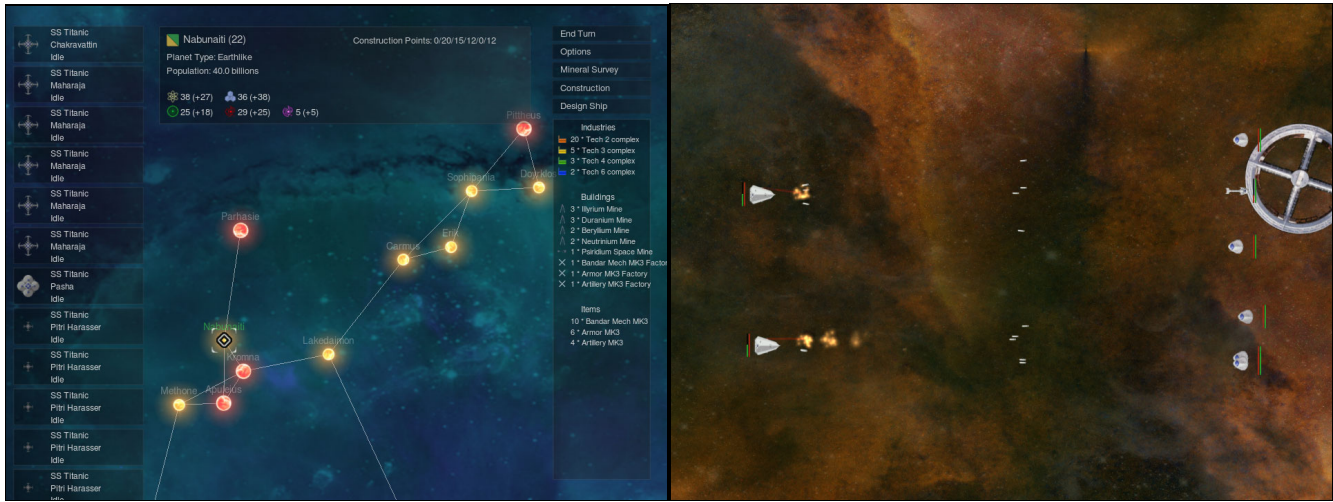 SS Titanic
Chakravattin
Idle
SS Titanic
Maharaja
Idle
SS Titanic
Maharaja
Idle
SS Titanic
Maharaja
Idle
SS Titanic
Maharaja
Idle
SS Titanic
Maharaja
Idle
SS Titanic
Pasha
Idle
SS Titanic
Pitri Harasser
Idle
SS Titanic
Pitri Harasser
Idle
SS Titanic
Pitri Harasser
Idle
SS Titanic
Pitri Harasser
Idle
SS Titanic
Pitri Harasser
Idle
Nabunaiti (22)
Construction Points: 0/20/15/12/0/12
Planet Type: Earthlike
Population: 40.0 billions
38 (+27) 36 (+38)
25 (+18) 29 (+25) 5 (+5)
Pittheus
Sophipania
Parhasie
Carmus
Nabunaiti
Lakedaimon
Methone
End Turn
Options
Mineral Survey
Construction
Design Ship
Industries
20 * Tech 2 complex
5 * Tech 3 complex
3 * Tech 4 complex
2 * Tech 6 complex
Buildings
3 * Illyrium Mine
3 * Duranium Mine
2 * Beryllium Mine
2 * Neutrinium Mine
1 * Psiridium Space Mine
1 * Bandar Mech MK3 Factor
1 * Armor MK3 Factory
1 * Artillery MK3 Factory
Items
10 * Bandar Mech MK3
6 * Armor MK3
4 * Artillery MK3